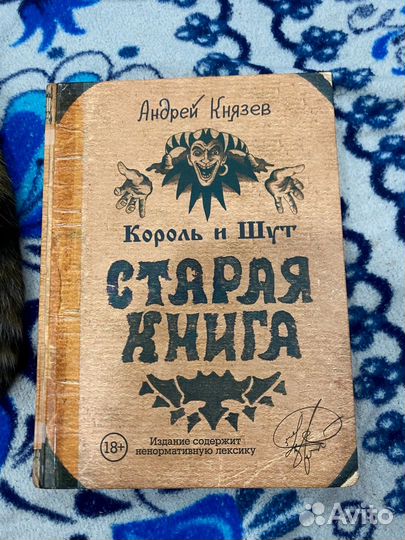 Андрей Князев
Король и Шут
СТАРАЯ
КНИГА
18+
Издание содержит
ненормативную лексику
Avito